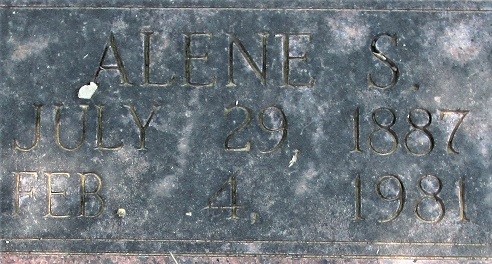 ALENE S.
JULY 29, 1887
FEB. 4, 1981